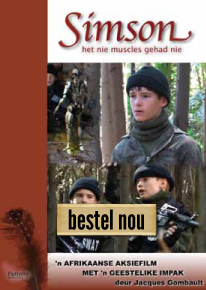 Simson
het nie muscles gehad nie
bestel nou
SWAT
'n AFRIKAANSE AKSIEFILM
MET 'n GEESTELIKE IMPAK
deur Jacques Gombault